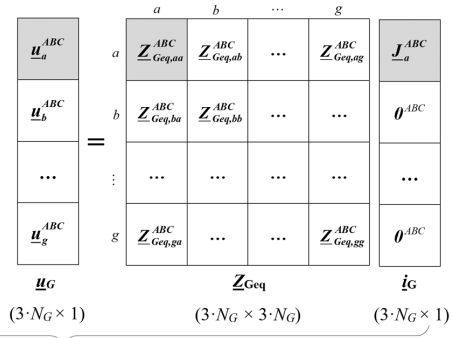 a b ... g
u_a^ABC a Z_Geq,aa^ABC Z_Geq,ab^ABC ... Z_Geq,ag^ABC J_a^ABC
u_b^ABC b Z_Geq,ba^ABC Z_Geq,bb^ABC ... ... 0^ABC
=
... ⋮ ... ... ... ... ...
u_g^ABC g Z_Geq,ga^ABC ... ... Z_Geq,gg^ABC 0^ABC
u_G Z_Geq i_G
(3·N_G × 1) (3·N_G × 3·N_G) (3·N_G × 1)